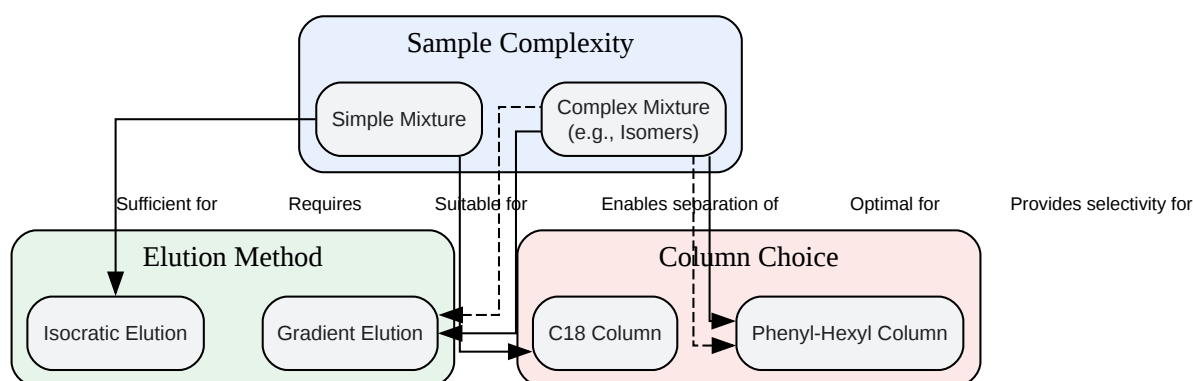 Sample Complexity
Simple Mixture
Complex Mixture
(e.g., Isomers)
Sufficient for
Requires
Suitable for
Enables separation of
Optimal for
Provides selectivity for
Elution Method
Column Choice
Isocratic Elution
Gradient Elution
C18 Column
Phenyl-Hexyl Column